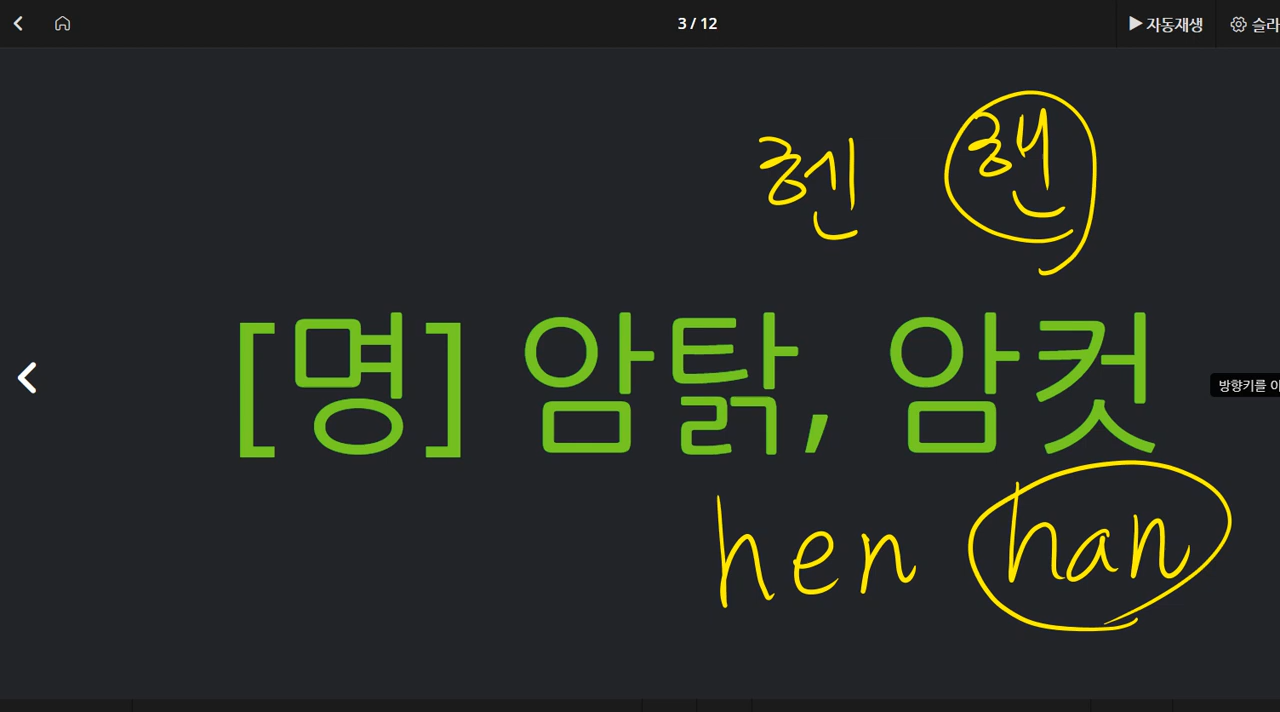 3 / 12 ▶ 자동재생 슬라
헨 핸
[명] 암탉, 암컷
방향키를 이
hen han